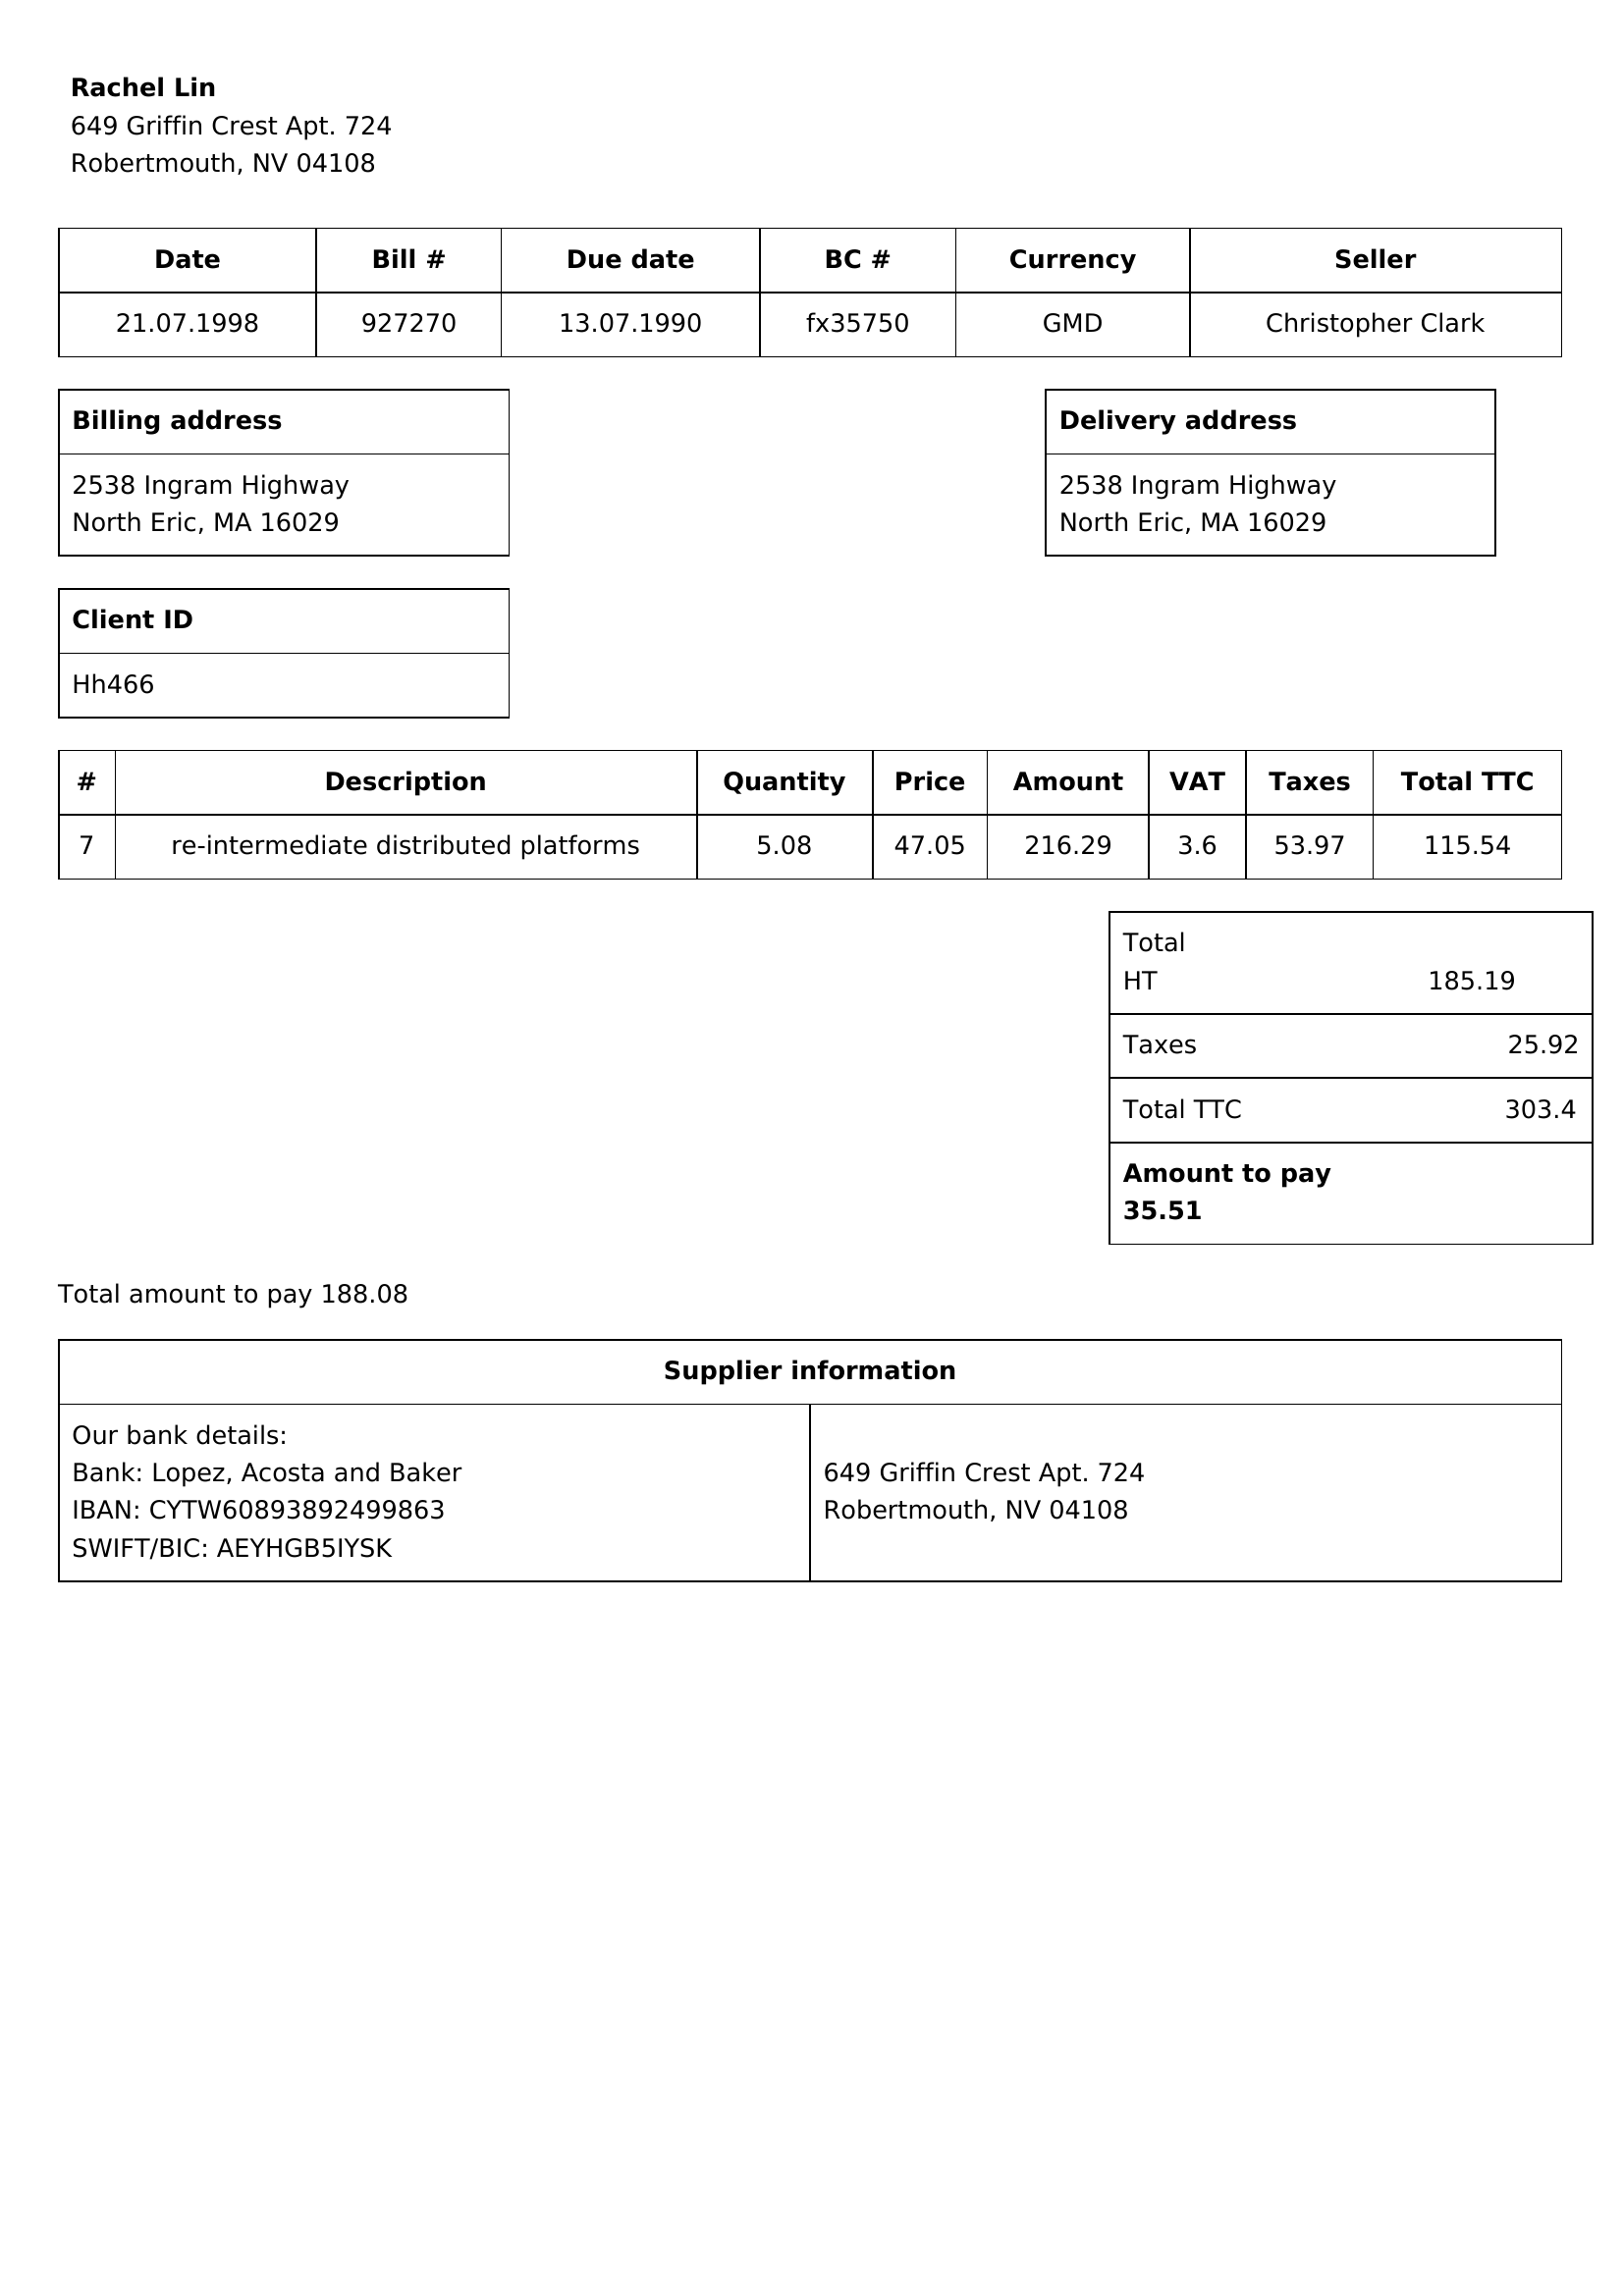 Rachel Lin
649 Griffin Crest Apt. 724
Robertmouth, NV 04108
Date Bill # Due date BC # Currency Seller
21.07.1998 927270 13.07.1990 fx35750 GMD Christopher Clark
Billing address Delivery address
2538 Ingram Highway 2538 Ingram Highway
North Eric, MA 16029 North Eric, MA 16029
Client ID
Hh466
# Description Quantity Price Amount VAT Taxes Total TTC
7 re-intermediate distributed platforms 5.08 47.05 216.29 3.6 53.97 115.54
Total
HT 185.19
Taxes 25.92
Total TTC 303.4
Amount to pay
35.51
Total amount to pay 188.08
Supplier information
Our bank details:
Bank: Lopez, Acosta and Baker 649 Griffin Crest Apt. 724
IBAN: CYTW60893892499863 Robertmouth, NV 04108
SWIFT/BIC: AEYHGB5IYSK